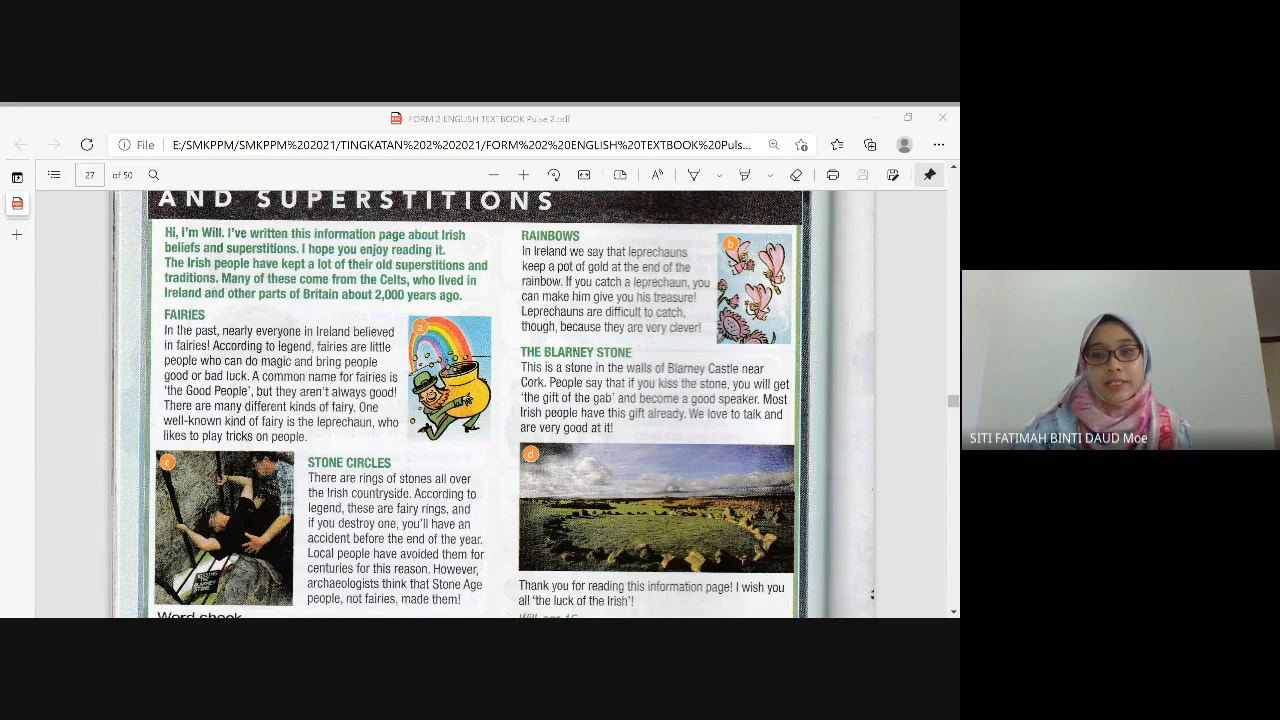 FORM 2 ENGLISH TEXTBOOK Pulse 2.pdf
File
E:/SMKPPM/SMKPPM%202021/TINGKATAN%202%202021/FORM%202%20ENGLISH%20TEXTBOOK%20Puls...
27 of 50
AND SUPERSTITIONS
Hi, I'm Will. I've written this information page about Irish
beliefs and superstitions. I hope you enjoy reading it.
The Irish people have kept a lot of their old superstitions and
traditions. Many of these come from the Celts, who lived in
Ireland and other parts of Britain about 2,000 years ago.
FAIRIES
In the past, nearly everyone in Ireland believed
in fairies! According to legend, fairies are little
people who can do magic and bring people
good or bad luck. A common name for fairies is
'the Good People', but they aren't always good!
There are many different kinds of fairy. One
well-known kind of fairy is the leprechaun, who
likes to play tricks on people.
a
c
STONE CIRCLES
There are rings of stones all over
the Irish countryside. According to
legend, these are fairy rings, and
if you destroy one, you'll have an
accident before the end of the year.
Local people have avoided them for
centuries for this reason. However,
archaeologists think that Stone Age
people, not fairies, made them!
Word check
RAINBOWS
In Ireland we say that leprechauns
keep a pot of gold at the end of the
rainbow. If you catch a leprechaun, you
can make him give you his treasure!
Leprechauns are difficult to catch,
though, because they are very clever!
b
THE BLARNEY STONE
This is a stone in the walls of Blarney Castle near
Cork. People say that if you kiss the stone, you will get
'the gift of the gab' and become a good speaker. Most
Irish people have this gift already. We love to talk and
are very good at it!
d
Thank you for reading this information page! I wish you
all 'the luck of the Irish'!
Will, age 15
SITI FATIMAH BINTI DAUD Moe